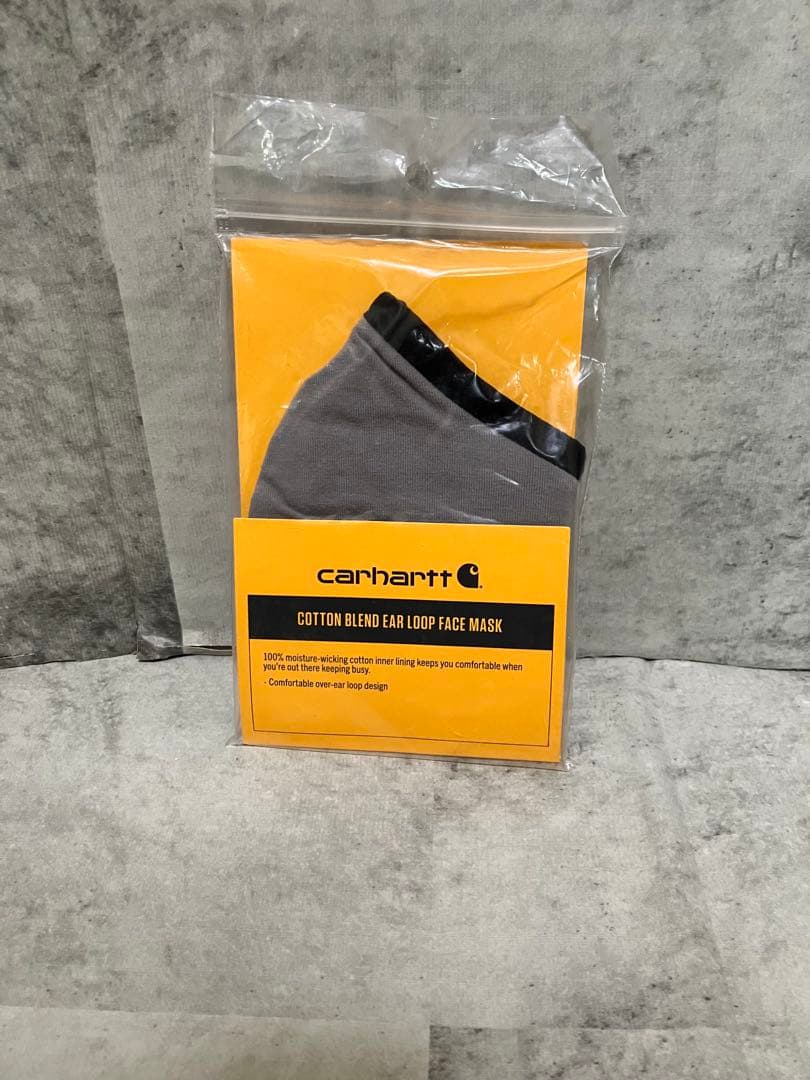 carhartt
COTTON BLEND EAR LOOP FACE MASK
100% moisture-wicking cotton inner lining keeps you comfortable when
you're out there keeping busy.
- Comfortable over-ear loop design